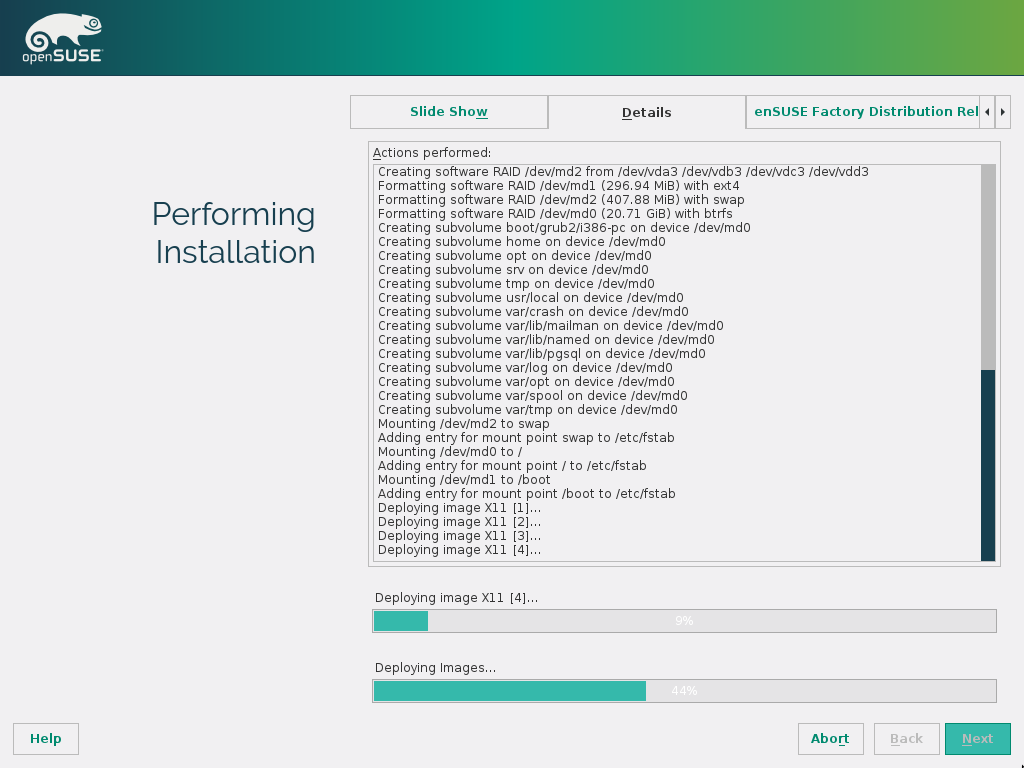 openSUSE
Slide Show
Details
enSUSE Factory Distribution Rel
Performing
Installation
Actions performed:
Creating software RAID /dev/md2 from /dev/vda3 /dev/vdb3 /dev/vdc3 /dev/vdd3
Formatting software RAID /dev/md1 (296.94 MiB) with ext4
Formatting software RAID /dev/md2 (407.88 MiB) with swap
Formatting software RAID /dev/md0 (20.71 GiB) with btrfs
Creating subvolume boot/grub2/i386-pc on device /dev/md0
Creating subvolume home on device /dev/md0
Creating subvolume opt on device /dev/md0
Creating subvolume srv on device /dev/md0
Creating subvolume tmp on device /dev/md0
Creating subvolume usr/local on device /dev/md0
Creating subvolume var/crash on device /dev/md0
Creating subvolume var/lib/mailman on device /dev/md0
Creating subvolume var/lib/named on device /dev/md0
Creating subvolume var/lib/pgsql on device /dev/md0
Creating subvolume var/log on device /dev/md0
Creating subvolume var/opt on device /dev/md0
Creating subvolume var/spool on device /dev/md0
Creating subvolume var/tmp on device /dev/md0
Mounting /dev/md2 to swap
Adding entry for mount point swap to /etc/fstab
Mounting /dev/md0 to /
Adding entry for mount point / to /etc/fstab
Mounting /dev/md1 to /boot
Adding entry for mount point /boot to /etc/fstab
Deploying image X11 [1]...
Deploying image X11 [2]...
Deploying image X11 [3]...
Deploying image X11 [4]...
Deploying image X11 [4]...
9%
Deploying Images...
44%
Help
Abort
Back
Next